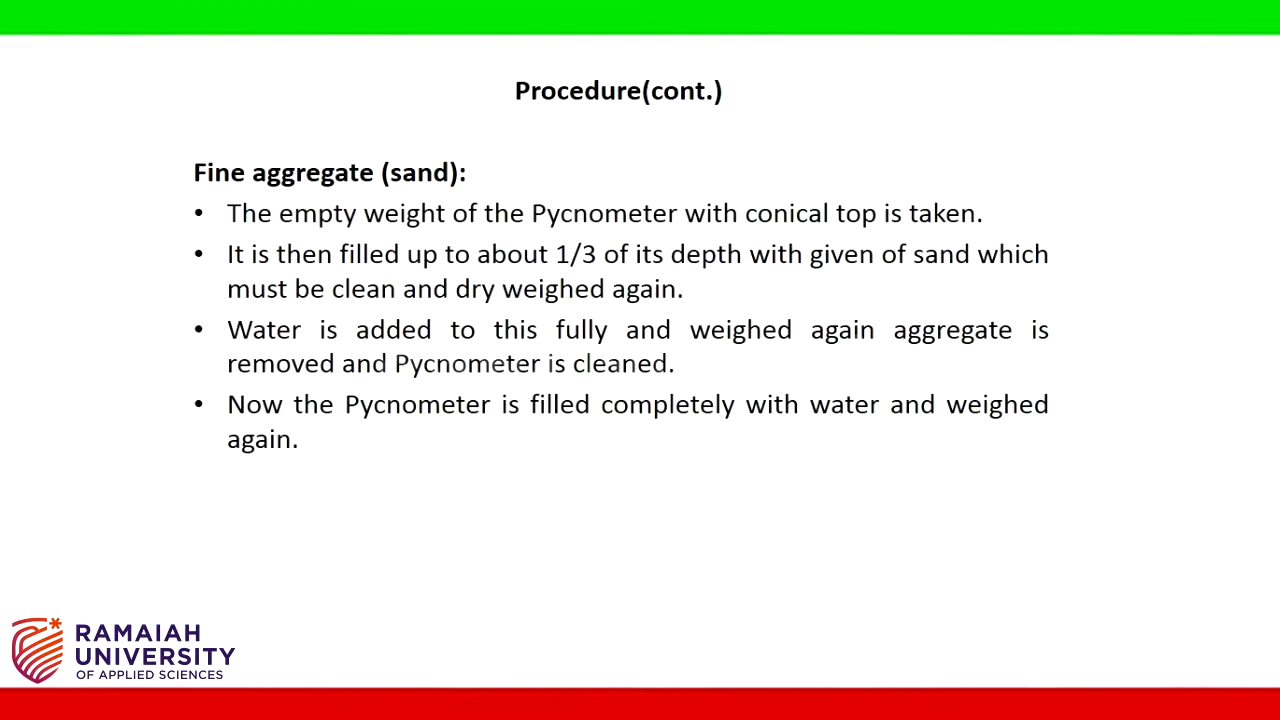 Procedure(cont.)
Fine aggregate (sand):
• The empty weight of the Pycnometer with conical top is taken.
• It is then filled up to about 1/3 of its depth with given of sand which
must be clean and dry weighed again.
• Water is added to this fully and weighed again aggregate is
removed and Pycnometer is cleaned.
• Now the Pycnometer is filled completely with water and weighed
again.
RAMAIAH
UNIVERSITY
OF APPLIED SCIENCES